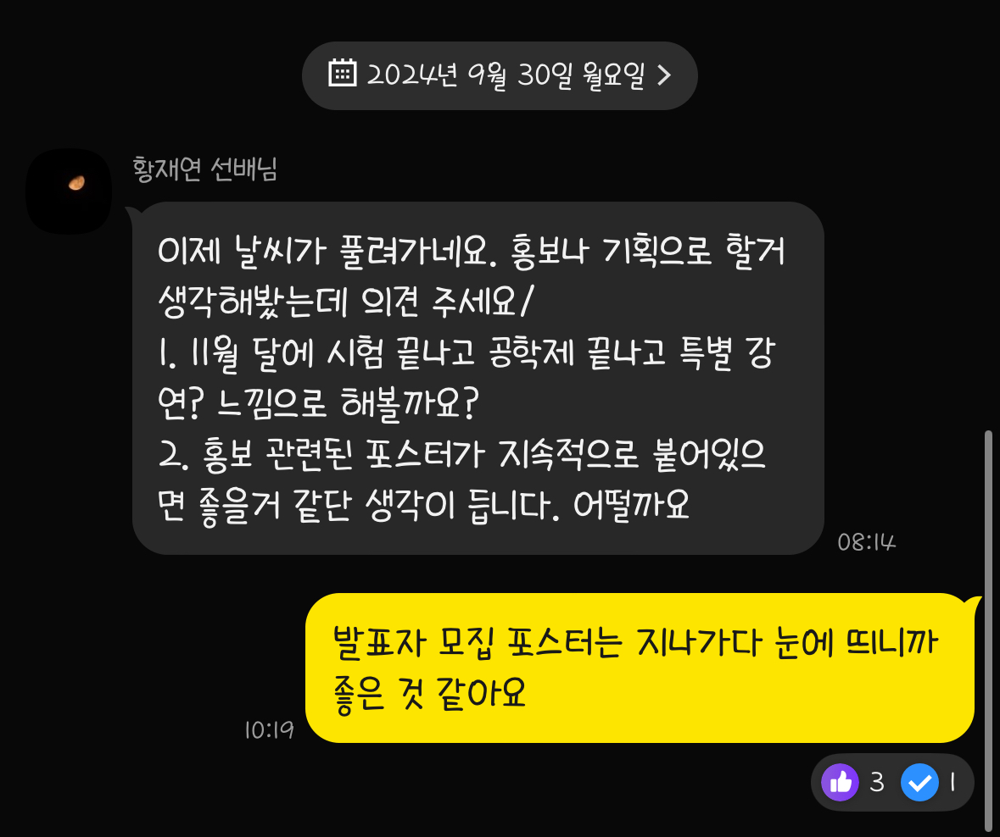 2024년 9월 30일 월요일 >
황재연 선배님
이제 날씨가 풀려가네요. 홍보나 기획으로 할거
생각해봤는데 의견 주세요/
1. 11월 달에 시험 끝나고 공학제 끝나고 특별 강
연? 느낌으로 해볼까요?
2. 홍보 관련된 포스터가 지속적으로 붙어있으
면 좋을거 같단 생각이 듭니다. 어떨까요
08:14
발표자 모집 포스터는 지나가다 눈에 띄니까
좋은 것 같아요
10:19
3 1